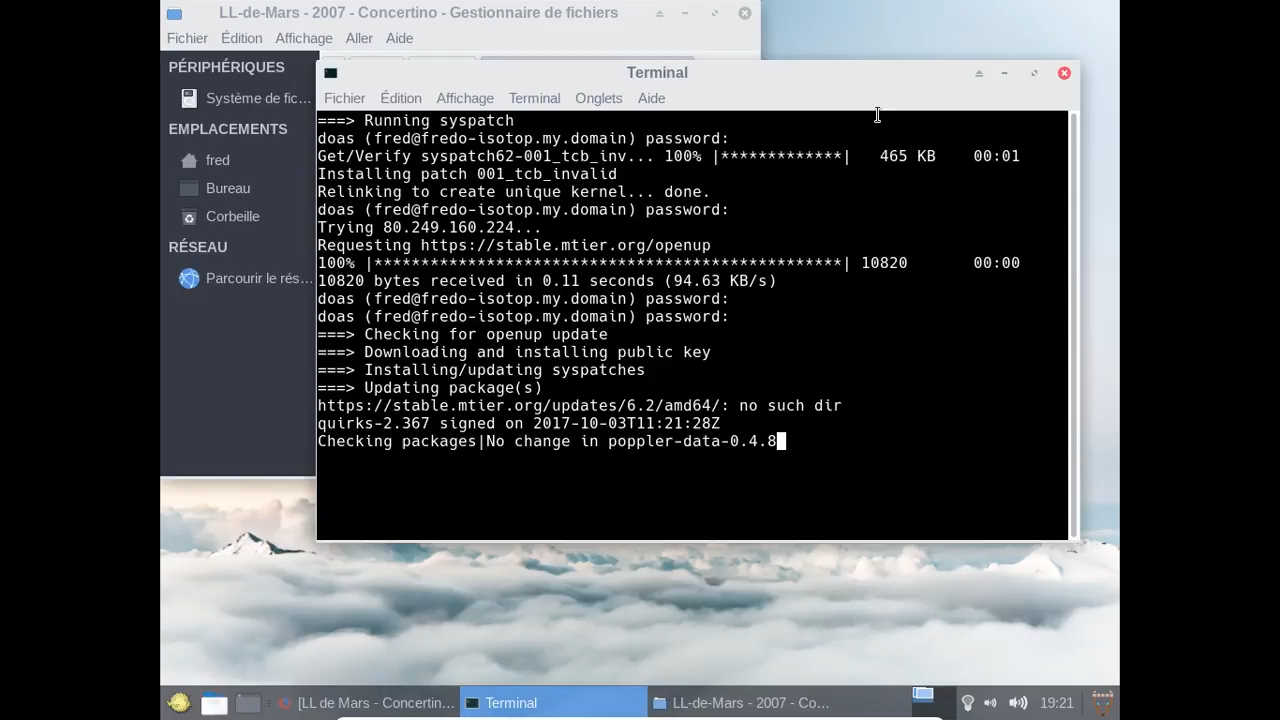 LL-de-Mars - 2007 - Concertino - Gestionnaire de fichiers
Fichier Édition Affichage Aller Aide
PÉRIPHÉRIQUES
Système de fic...
EMPLACEMENTS
fred
Bureau
Corbeille
RÉSEAU
Parcourir le rés...
Terminal
Fichier Édition Affichage Terminal Onglets Aide
===> Running syspatch
doas (fred@fredo-isotop.my.domain) password:
Get/Verify syspatch62-001_tcb_inv... 100% |*************| 465 KB 00:01
Installing patch 001_tcb_invalid
Relinking to create unique kernel... done.
doas (fred@fredo-isotop.my.domain) password:
Trying 80.249.160.224...
Requesting https://stable.mtier.org/openup
100% |**************************************************| 10820 00:00
10820 bytes received in 0.11 seconds (94.63 KB/s)
doas (fred@fredo-isotop.my.domain) password:
doas (fred@fredo-isotop.my.domain) password:
===> Checking for openup update
===> Downloading and installing public key
===> Installing/updating syspatches
===> Updating package(s)
https://stable.mtier.org/updates/6.2/amd64/: no such dir
quirks-2.367 signed on 2017-10-03T11:21:28Z
Checking packages|No change in poppler-data-0.4.8
[LL de Mars - Concertin... Terminal LL-de-Mars - 2007 - Co... 19:21